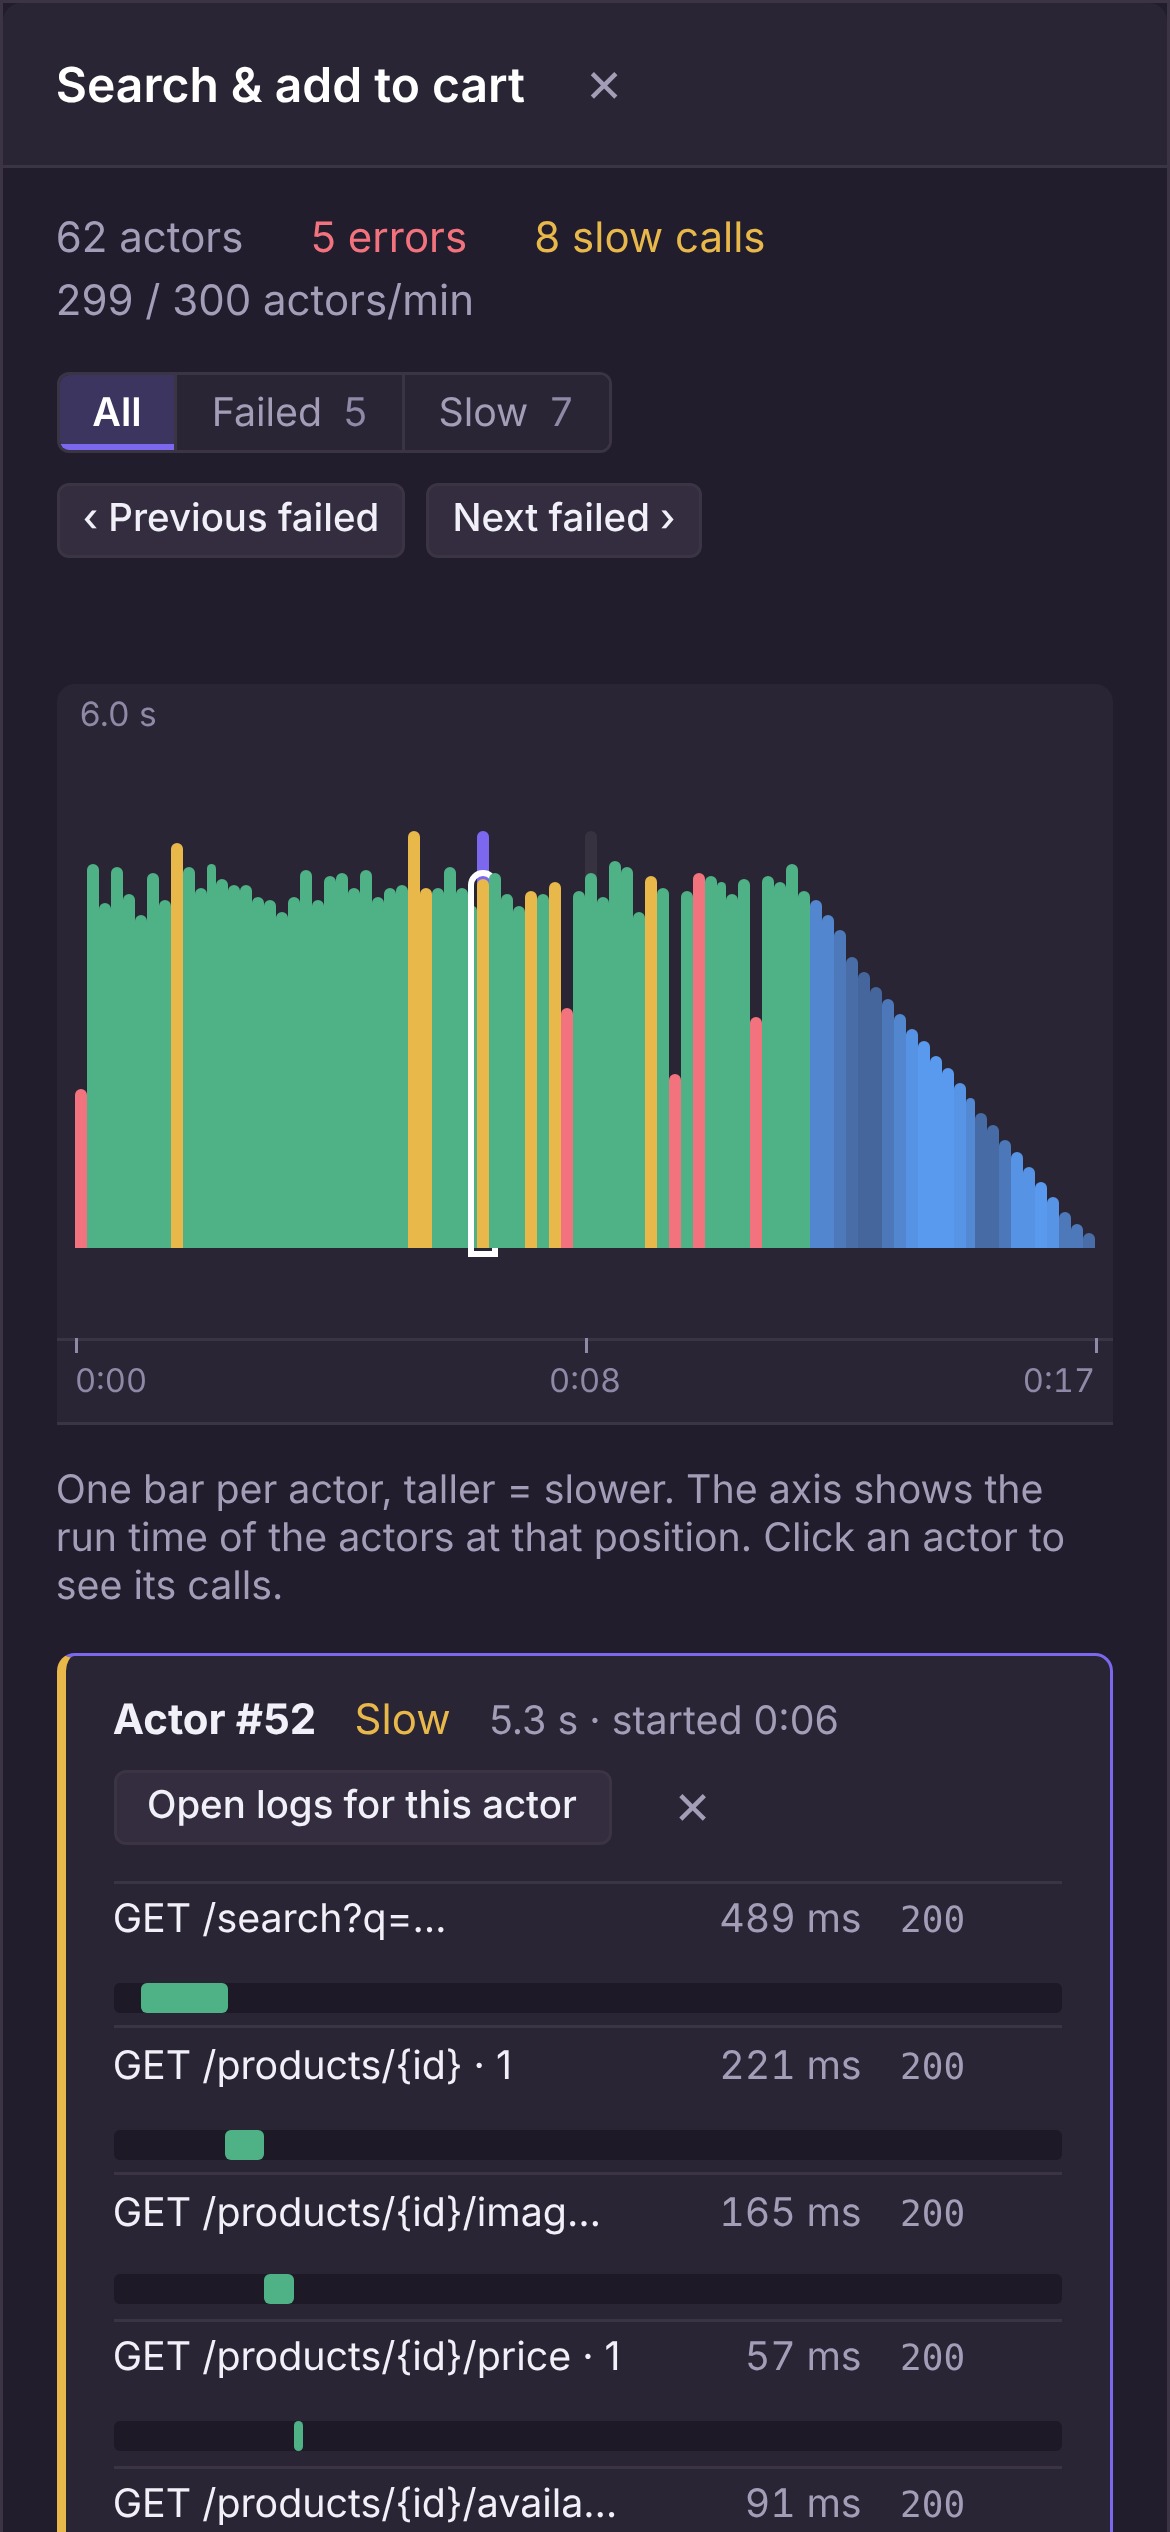 Search & add to cart ✕
62 actors 5 errors 8 slow calls
299 / 300 actors/min
All Failed 5 Slow 7
‹ Previous failed Next failed ›
6.0 s
0:00 0:08 0:17
One bar per actor, taller = slower. The axis shows the
run time of the actors at that position. Click an actor to
see its calls.
Actor #52 Slow 5.3 s · started 0:06
Open logs for this actor ✕
GET /search?q=... 489 ms 200
GET /products/{id} · 1 221 ms 200
GET /products/{id}/imag... 165 ms 200
GET /products/{id}/price · 1 57 ms 200
GET /products/{id}/availa... 91 ms 200